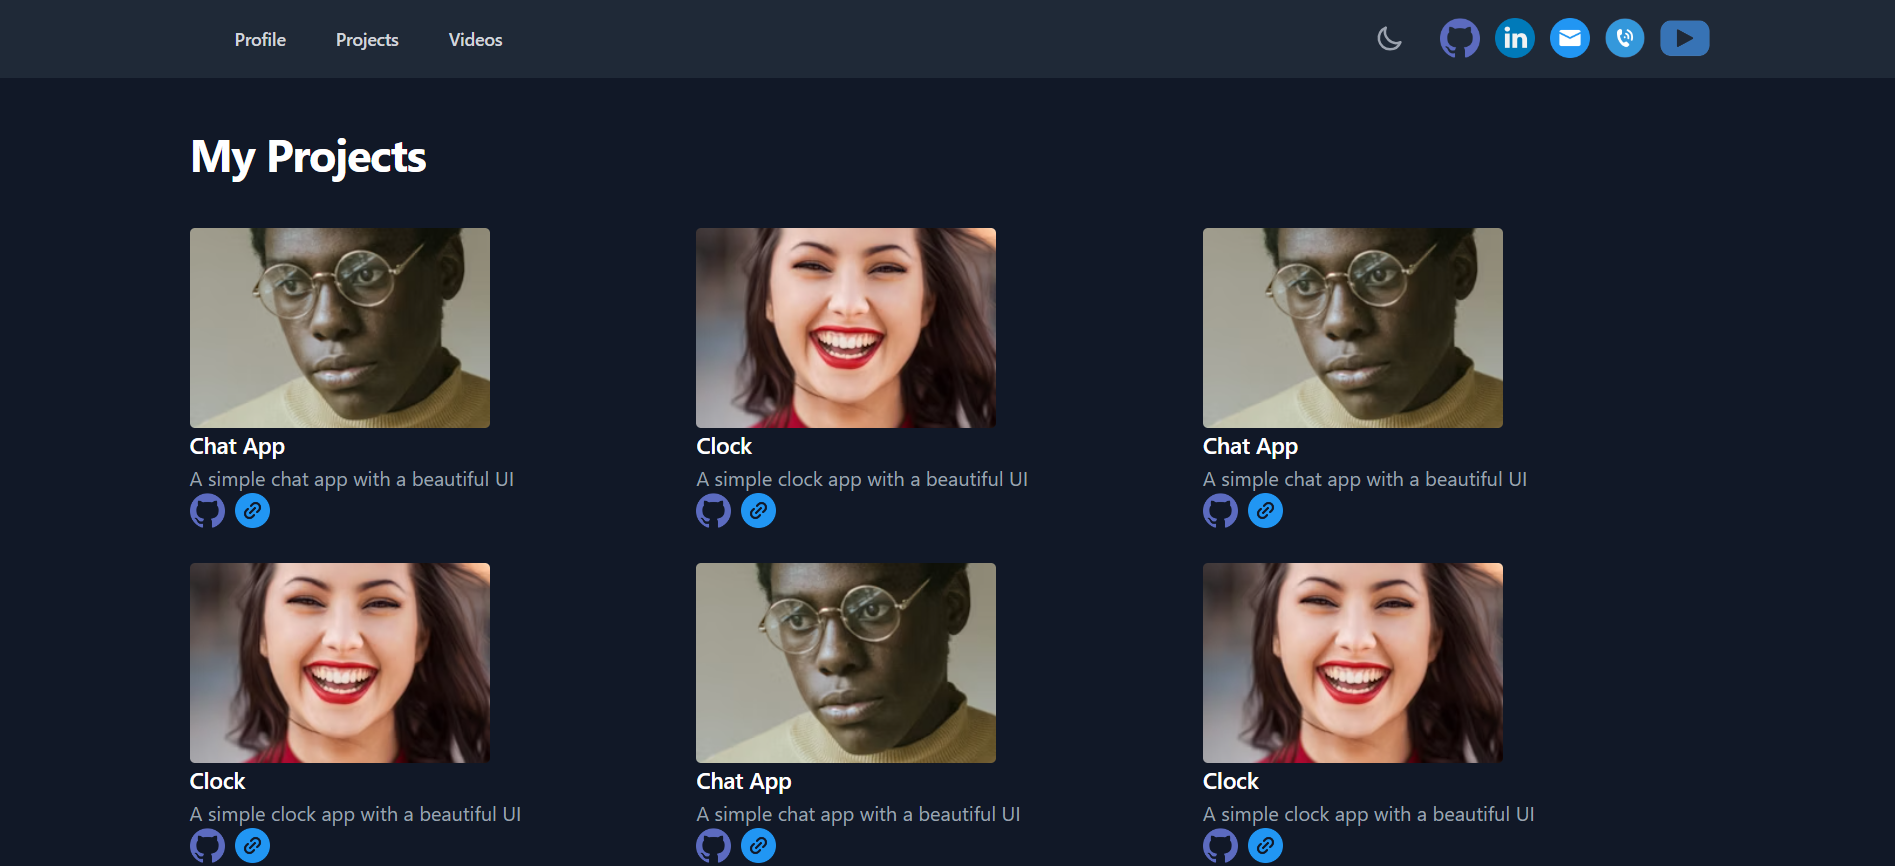 Profile Projects Videos
in
My Projects
Chat App
A simple chat app with a beautiful UI
Clock
A simple clock app with a beautiful UI
Chat App
A simple chat app with a beautiful UI
Clock
A simple clock app with a beautiful UI
Chat App
A simple chat app with a beautiful UI
Clock
A simple clock app with a beautiful UI